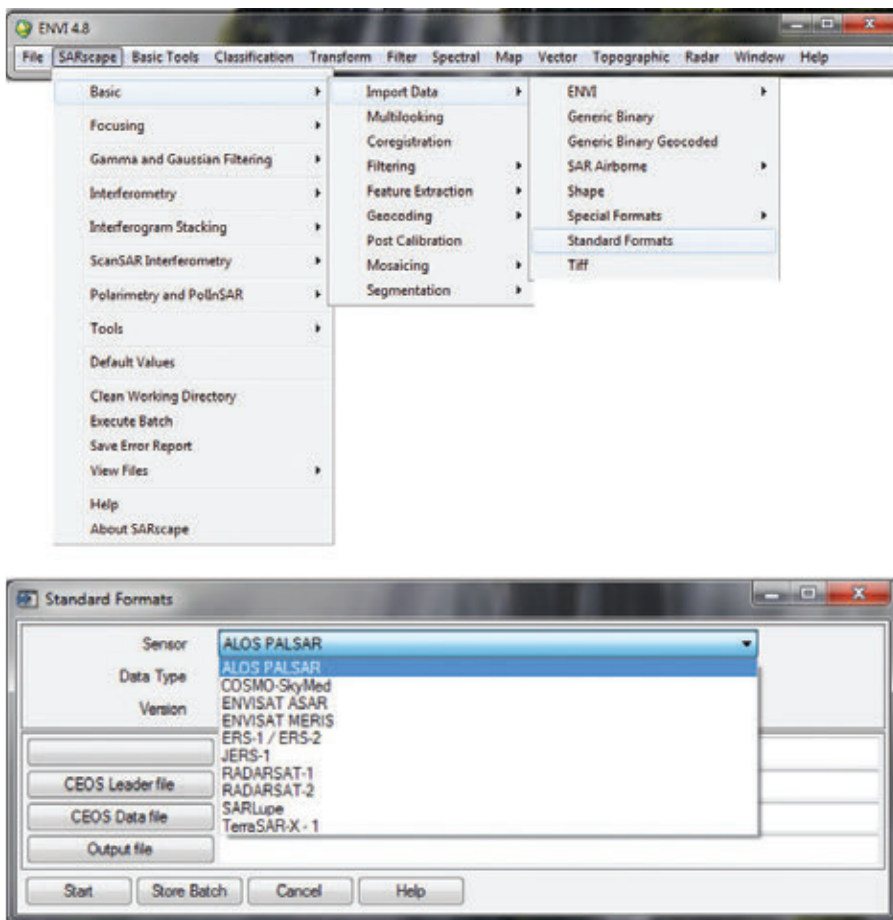 ENVI 4.8
File SARscape Basic Tools Classification Transform Filter Spectral Map Vector Topographic Radar Window Help
Basic
Focusing
Gamma and Gaussian Filtering
Interferometry
Interferogram Stacking
ScanSAR Interferometry
Polarimetry and PolInSAR
Tools
Default Values
Clean Working Directory
Execute Batch
Save Error Report
View Files
Help
About SARscape
Import Data
Multilooking
Coregistration
Filtering
Feature Extraction
Geocoding
Post Calibration
Mosaicing
Segmentation
ENVI
Generic Binary
Generic Binary Geocoded
SAR Airborne
Shape
Special Formats
Standard Formats
Tiff
Standard Formats
Sensor ALOS PALSAR
Data Type
Version
ALOS PALSAR
COSMO-SkyMed
ENVISAT ASAR
ENVISAT MERIS
ERS-1 / ERS-2
JERS-1
RADARSAT-1
RADARSAT-2
SARLupe
TerraSAR-X - 1
CEOS Leader file
CEOS Data file
Output file
Start Store Batch Cancel Help